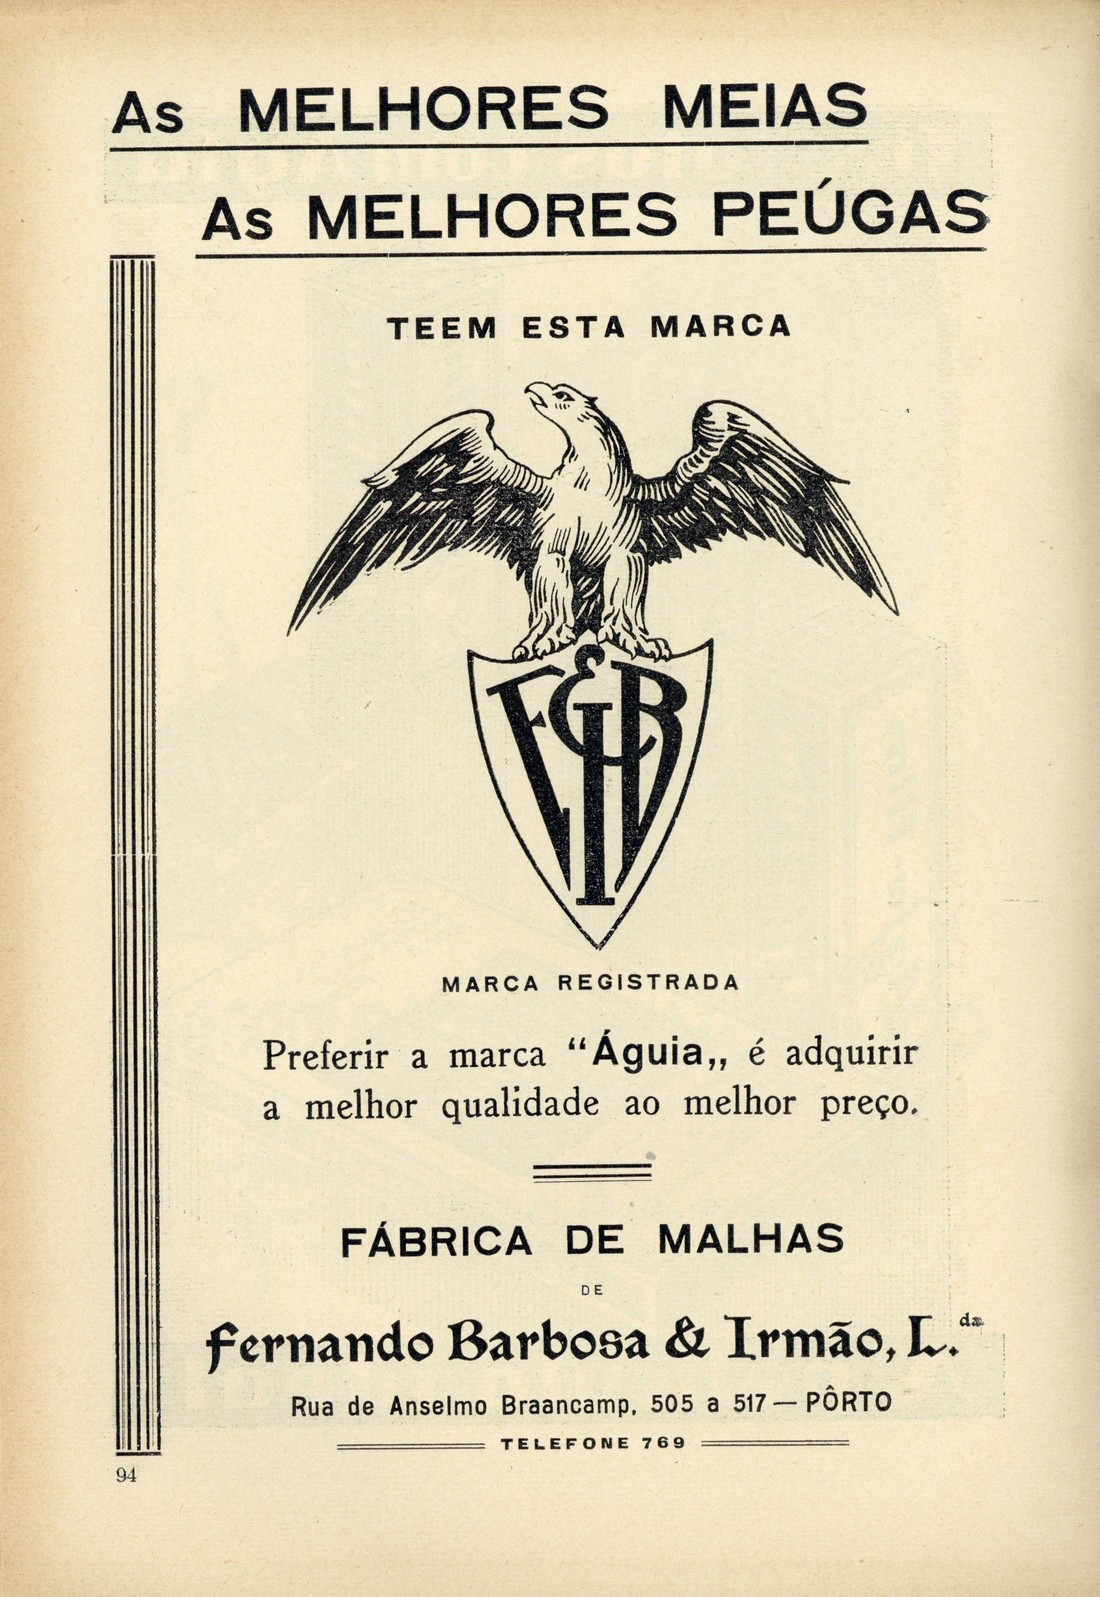 As MELHORES MEIAS
As MELHORES PEÚGAS
TEEM ESTA MARCA
F & I B
MARCA REGISTRADA
Preferir a marca “Águia„ é adquirir
a melhor qualidade ao melhor preço.
FÁBRICA DE MALHAS
DE
Fernando Barbosa & Irmão, L.da
Rua de Anselmo Braancamp, 505 a 517 — PÔRTO
TELEFONE 769
94